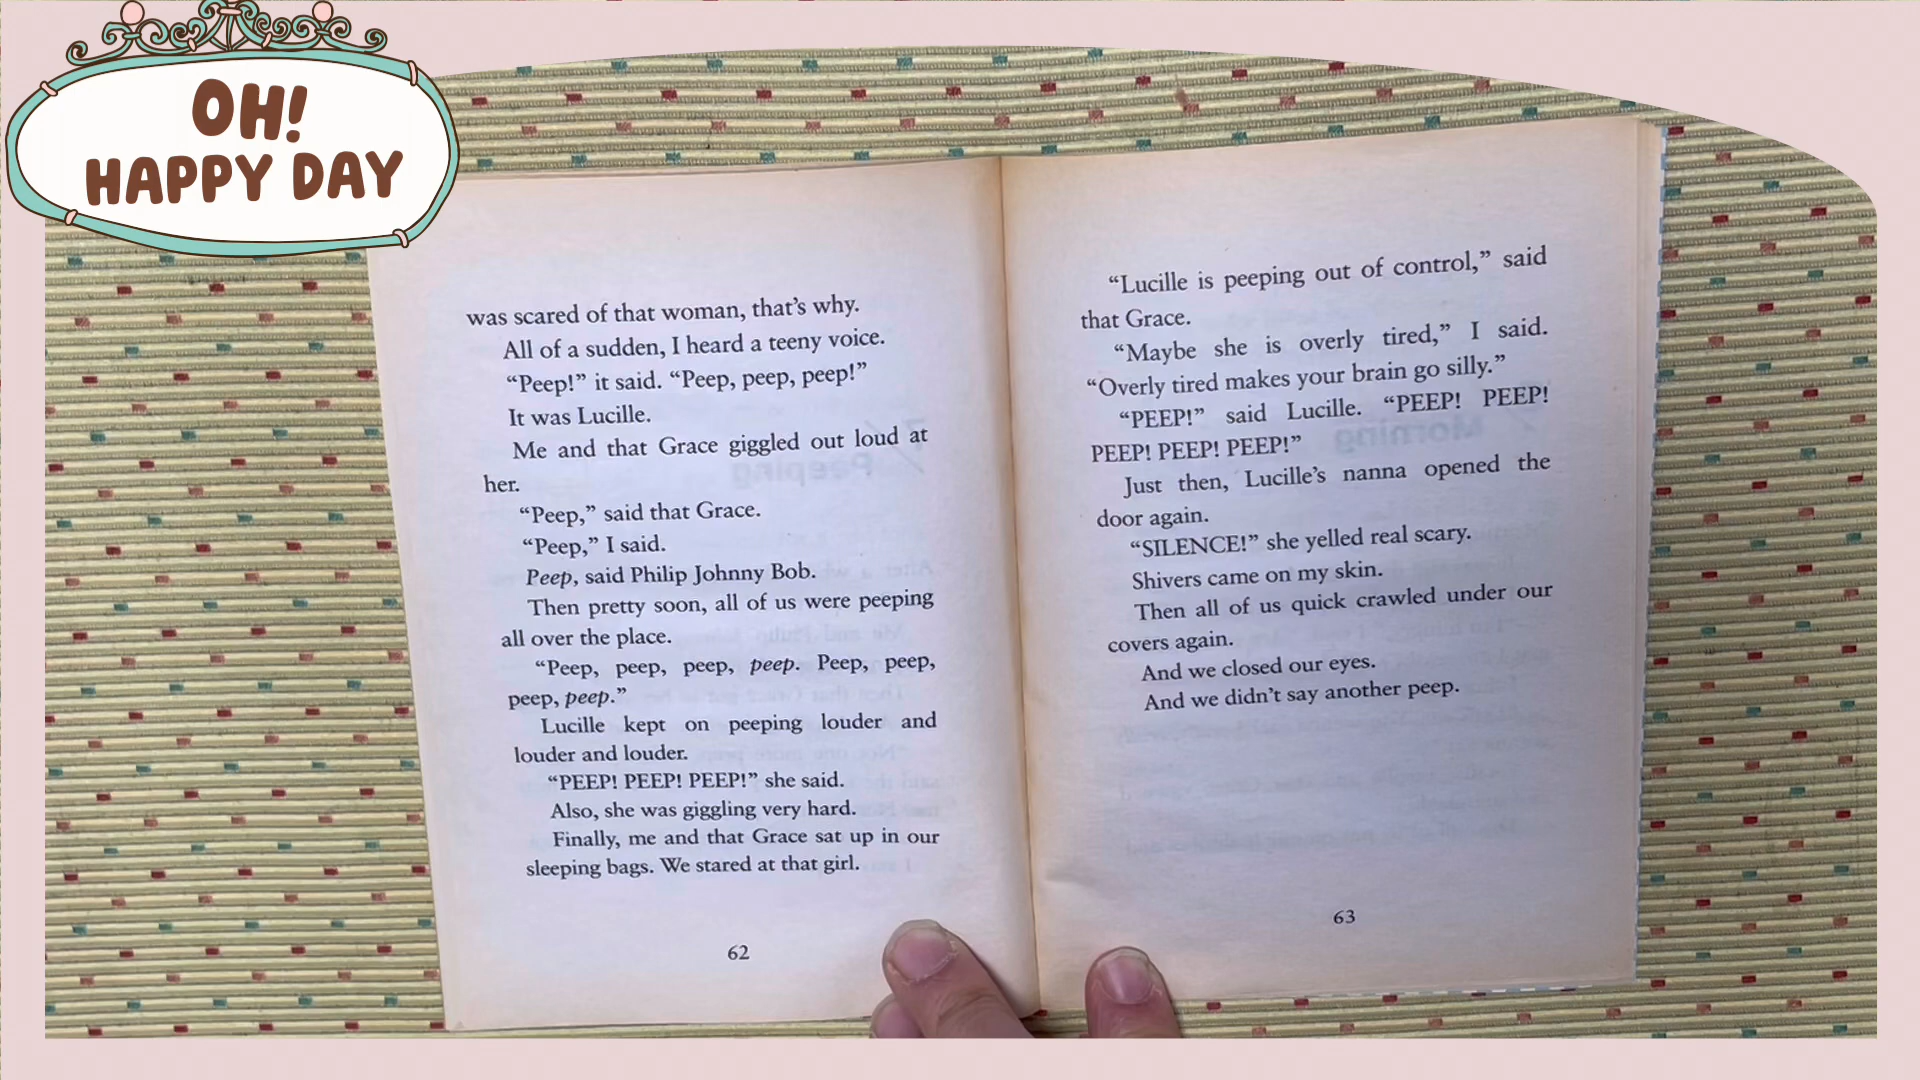 OH!
HAPPY DAY
was scared of that woman, that's why.
All of a sudden, I heard a teeny voice.
“Peep!” it said. “Peep, peep, peep!”
It was Lucille.
Me and that Grace giggled out loud at
her.
“Peep,” said that Grace.
“Peep,” I said.
Peep, said Philip Johnny Bob.
Then pretty soon, all of us were peeping
all over the place.
“Peep, peep, peep, peep. Peep, peep,
peep, peep.”
Lucille kept on peeping louder and
louder and louder.
“PEEP! PEEP! PEEP!” she said.
Also, she was giggling very hard.
Finally, me and that Grace sat up in our
sleeping bags. We stared at that girl.
62
“Lucille is peeping out of control,” said
that Grace.
“Maybe she is overly tired,” I said.
“Overly tired makes your brain go silly.”
“PEEP!” said Lucille. “PEEP! PEEP!
PEEP! PEEP! PEEP!”
Just then, Lucille's nanna opened the
door again.
“SILENCE!” she yelled real scary.
Shivers came on my skin.
Then all of us quick crawled under our
covers again.
And we closed our eyes.
And we didn't say another peep.
63